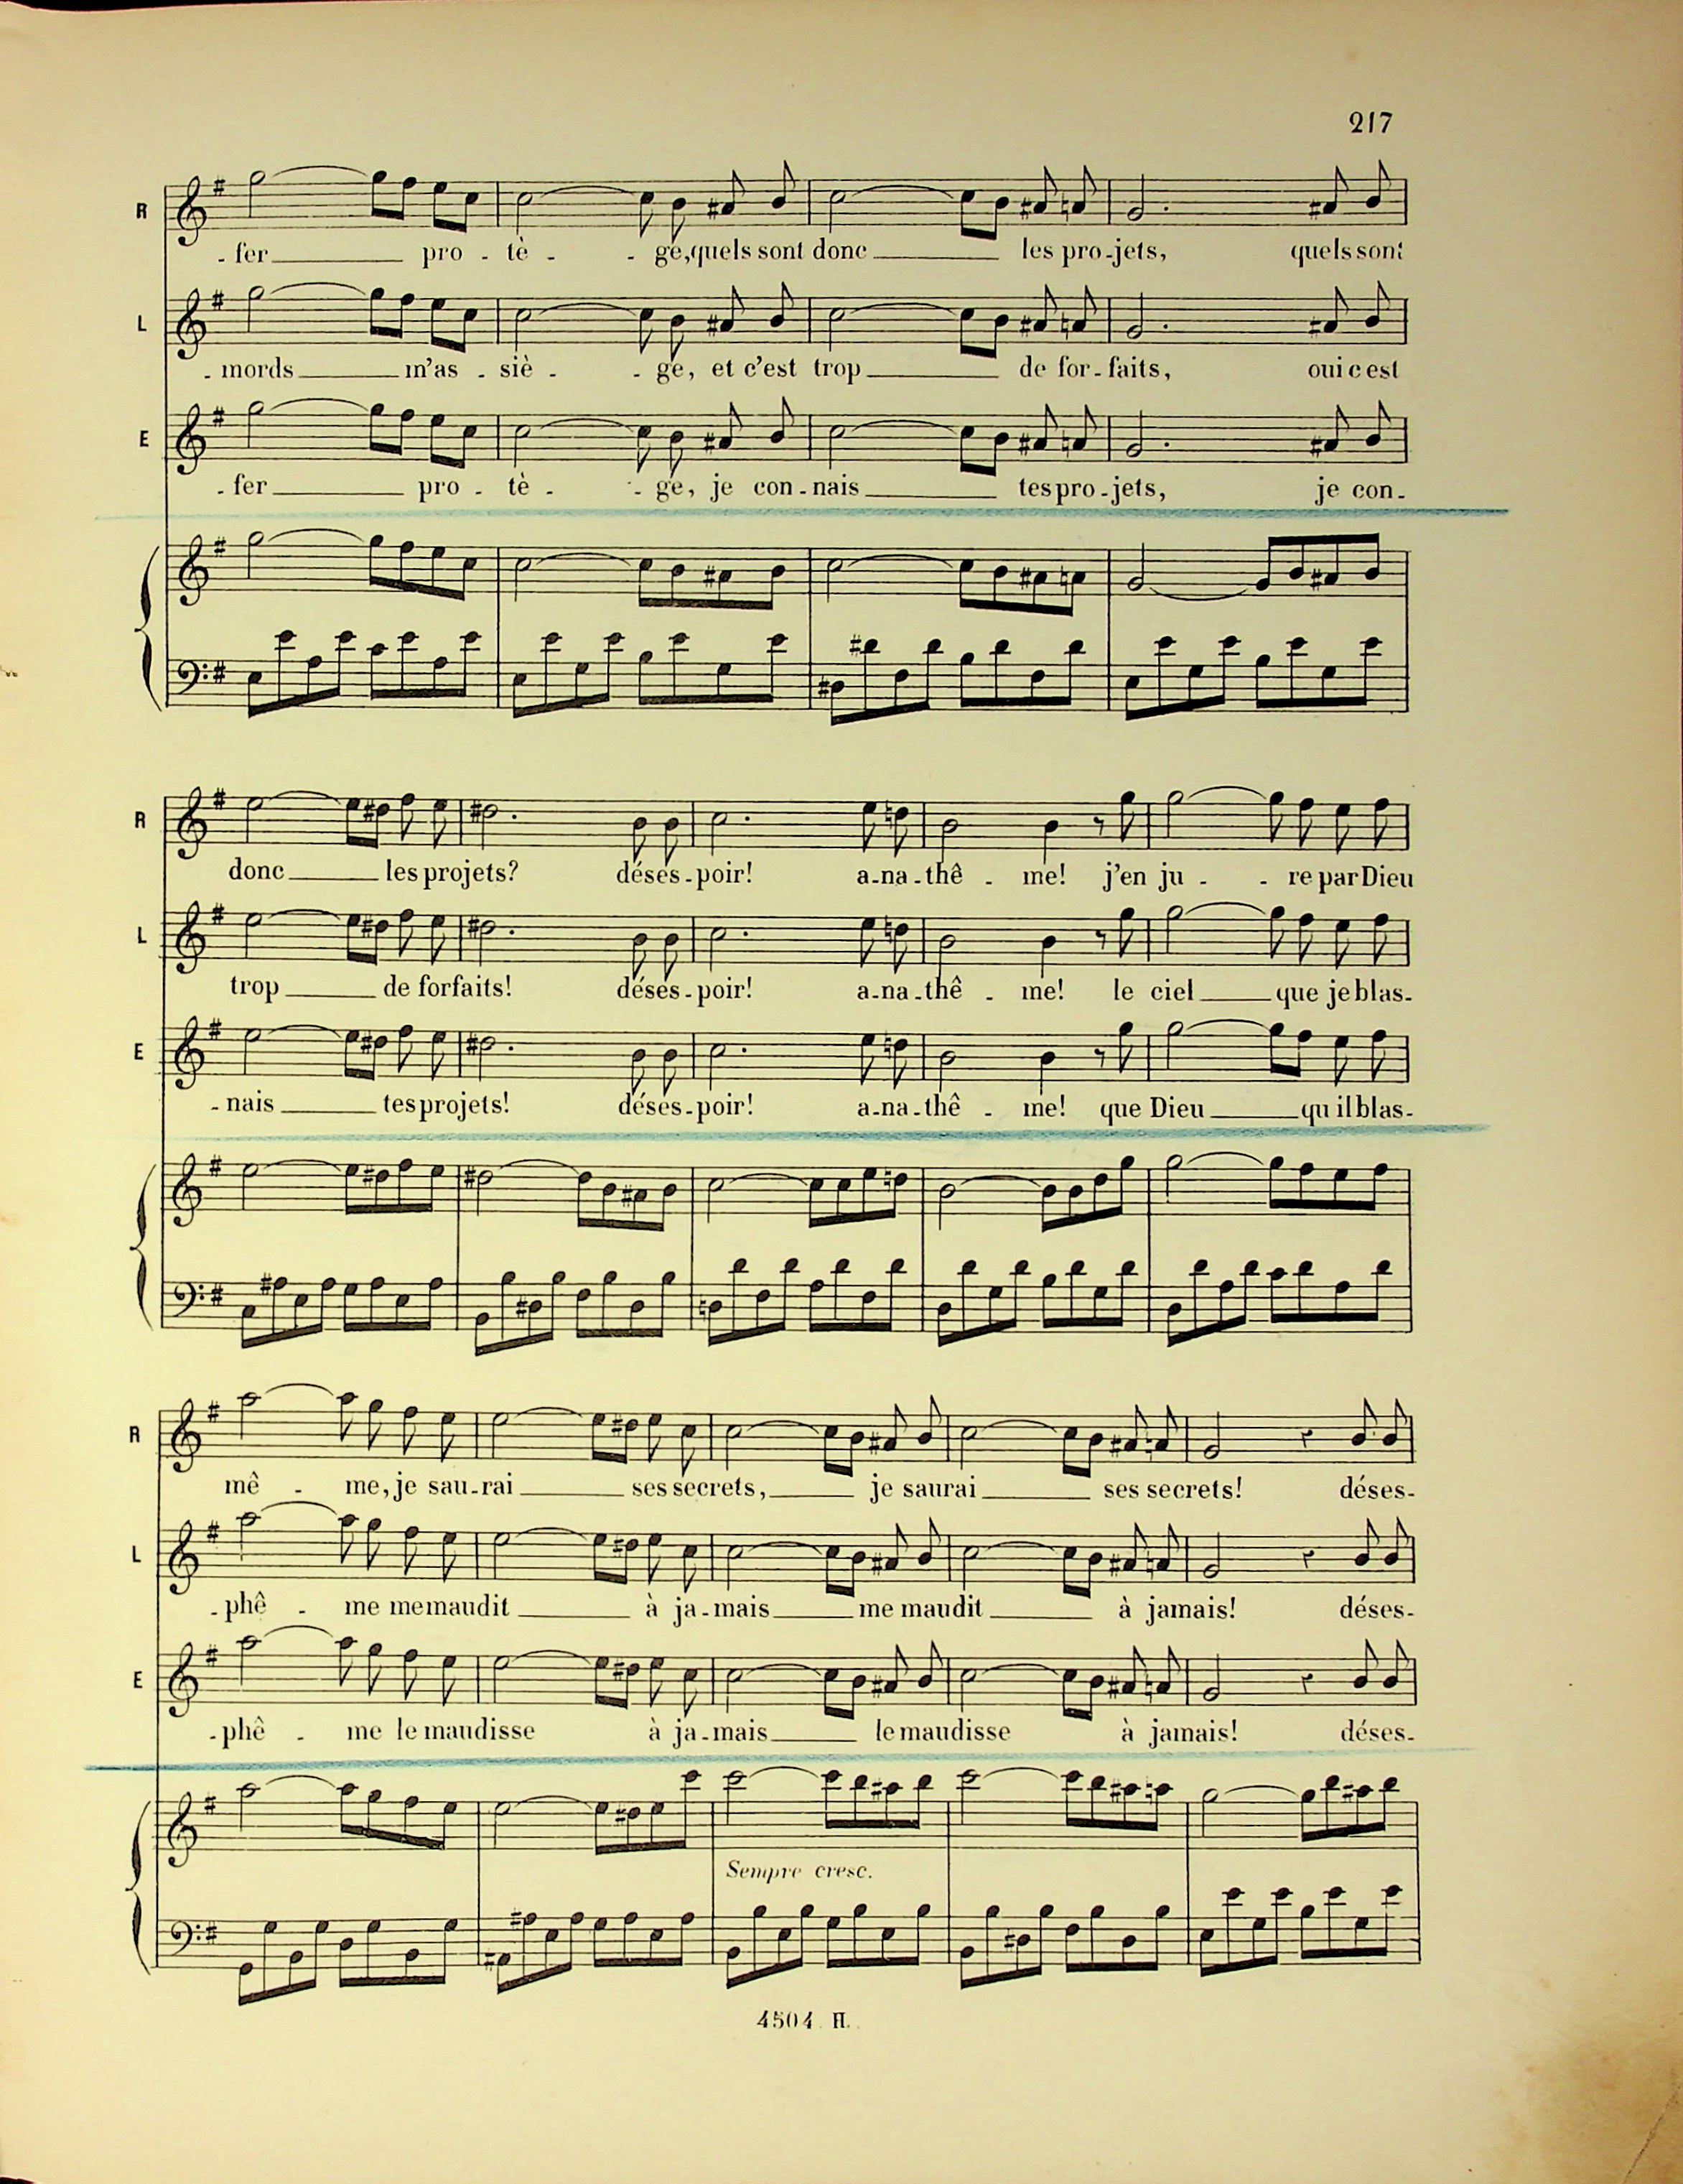 217
R
- fer pro - tè - - ge, quels sont donc les pro - jets, quels sont
L
- mords m'as - siè - - ge, et c'est trop de for - faits, oui c'est
E
- fer pro - tè - - ge, je con - nais tes pro - jets, je con -
R
donc les projets? déses - poir! a - na - thê - me! j'en ju - - re par Dieu
L
trop de forfaits! déses - poir! a - na - thê - me! le ciel que je blas -
E
- nais tes projets! déses - poir! a - na - thê - me! que Dieu qu'il blas -
R
mê - me, je sau - rai ses secrets, je saurai ses secrets! déses -
L
- phê - me me maudit à ja - mais me maudit à jamais! déses -
E
- phê - me le maudisse à ja - mais le maudisse à jamais! déses -
Sempre cresc.
4504. H.